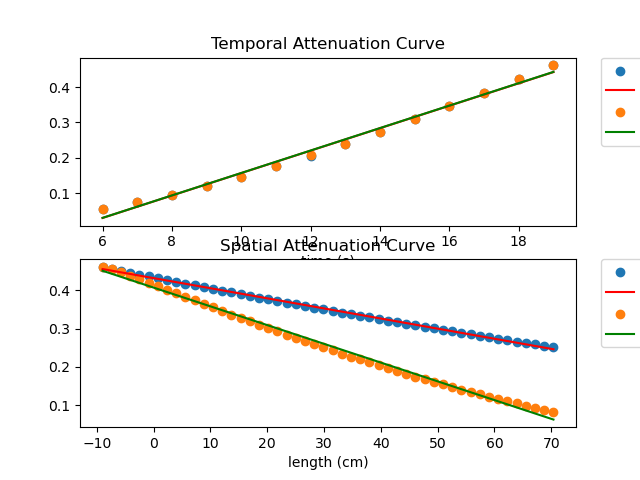 Temporal Attenuation Curve
0.4
0.3
0.2
0.1
6 8 10 12 14 16 18
time (s)
Spatial Attenuation Curve
0.4
0.3
0.2
0.1
−10 0 10 20 30 40 50 60 70
length (cm)